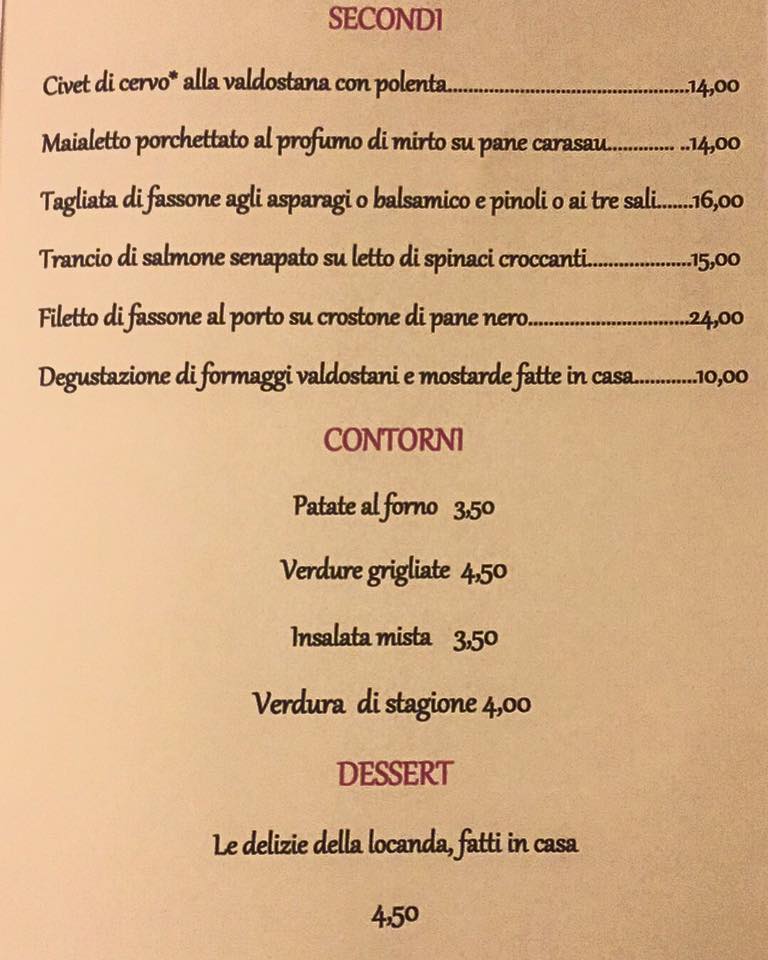 SECONDI
Civet di cervo* alla valdostana con polenta...............................................14,00
Maialetto porchettato al profumo di mirto su pane carasau............. ..14,00
Tagliata di fassone agli asparagi o balsamico e pinoli o ai tre sali.......16,00
Trancio di salmone senapato su letto di spinaci croccanti....................15,00
Filetto di fassone al porto su crostone di pane nero...............................24,00
Degustazione di formaggi valdostani e mostarde fatte in casa............10,00
CONTORNI
Patate al forno 3,50
Verdure grigliate 4,50
Insalata mista 3,50
Verdura di stagione 4,00
DESSERT
Le delizie della locanda, fatti in casa
4,50